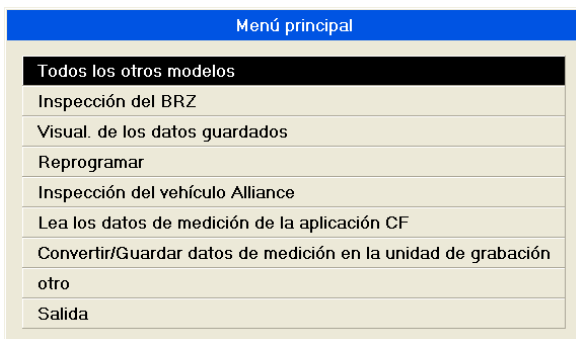 Menú principal
Todos los otros modelos
Inspección del BRZ
Visual. de los datos guardados
Reprogramar
Inspección del vehículo Alliance
Lea los datos de medición de la aplicación CF
Convertir/Guardar datos de medición en la unidad de grabación
otro
Salida